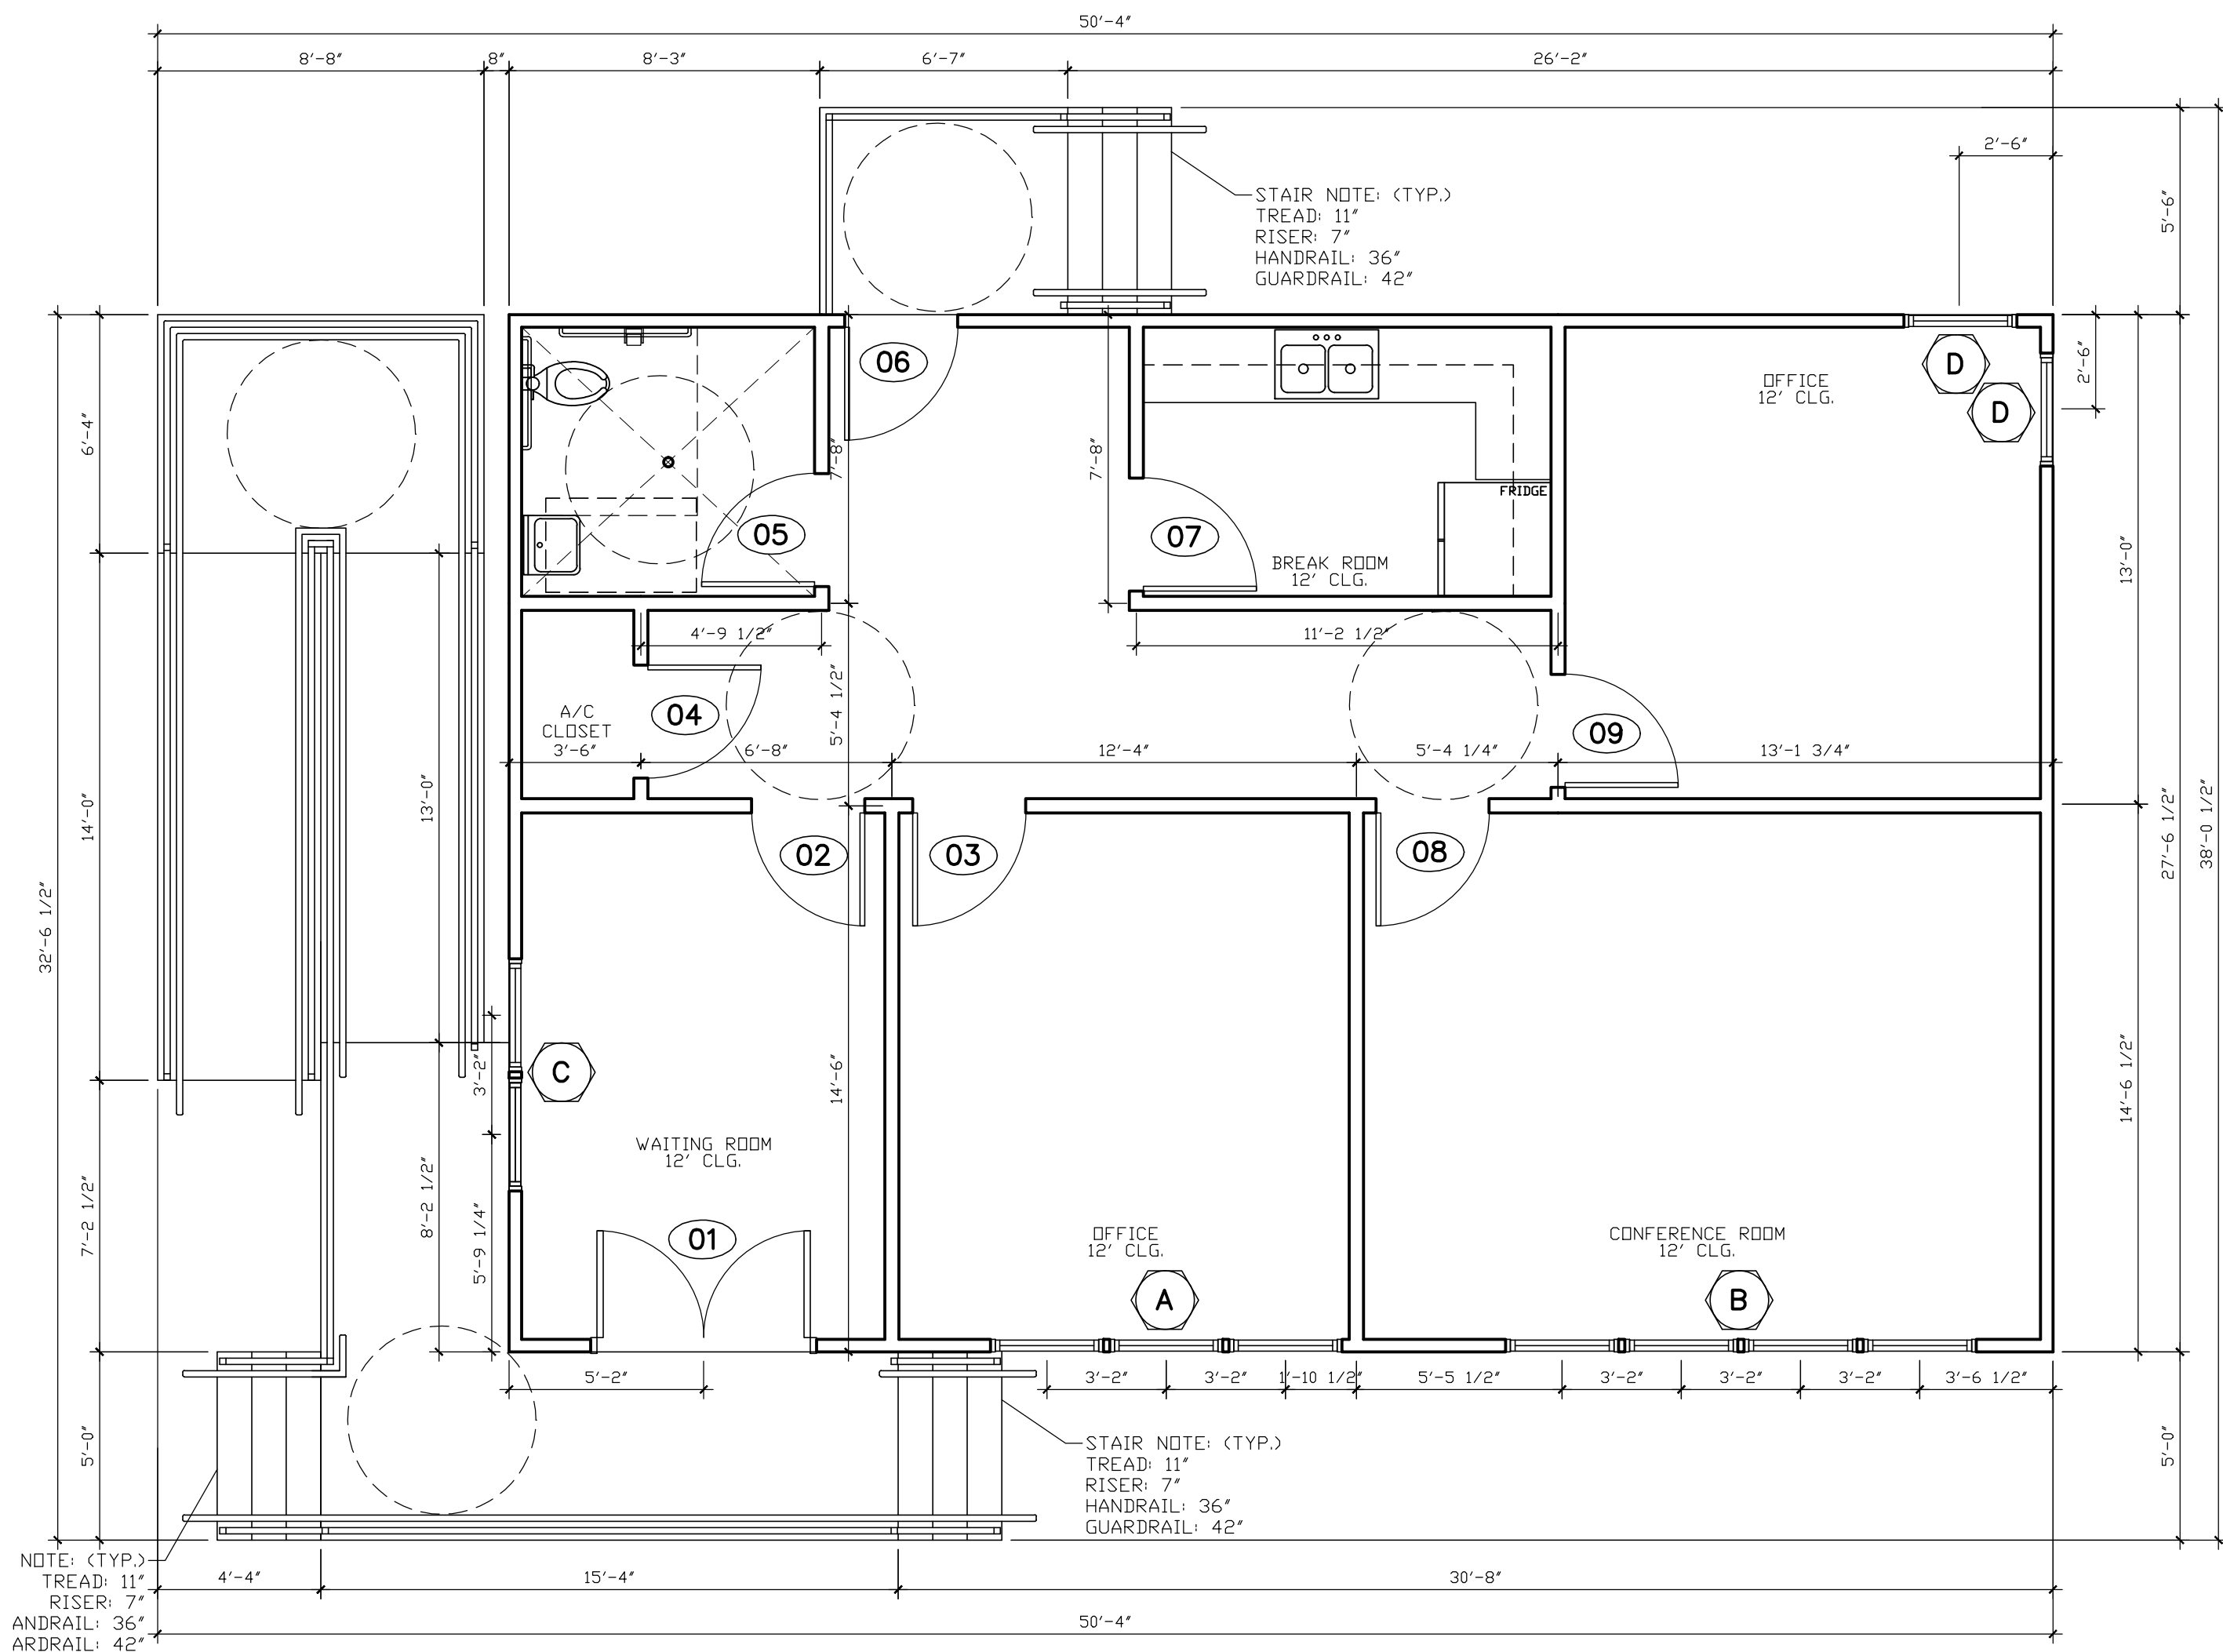 50'-4"
8'-8"
8"
8'-3"
6'-7"
26'-2"
2'-6"
STAIR NOTE: (TYP.)
TREAD: 11"
RISER: 7"
HANDRAIL: 36"
GUARDRAIL: 42"
5'-6"
06
D
D
OFFICE
12' CLG.
2'-6"
6'-4"
7'-8"
7'-8"
FRIDGE
05
07
BREAK ROOM
12' CLG.
13'-0"
4'-9 1/2"
11'-2 1/2"
A/C
CLOSET
3'-6"
04
6'-8"
5'-4 1/2"
12'-4"
5'-4 1/4"
09
13'-1 3/4"
14'-0"
13'-0"
27'-6 1/2"
38'-0 1/2"
02
03
08
32'-6 1/2"
C
3'-2"
14'-6"
14'-6 1/2"
WAITING ROOM
12' CLG.
7'-2 1/2"
8'-2 1/2"
5'-9 1/4"
01
OFFICE
12' CLG.
A
CONFERENCE ROOM
12' CLG.
B
5'-2"
3'-2"
3'-2"
1'-10 1/2"
5'-5 1/2"
3'-2"
3'-2"
3'-2"
3'-6 1/2"
5'-0"
5'-0"
STAIR NOTE: (TYP.)
TREAD: 11"
RISER: 7"
HANDRAIL: 36"
GUARDRAIL: 42"
NOTE: (TYP.)
TREAD: 11"
RISER: 7"
ANDRAIL: 36"
ARDRAIL: 42"
4'-4"
15'-4"
30'-8"
50'-4"